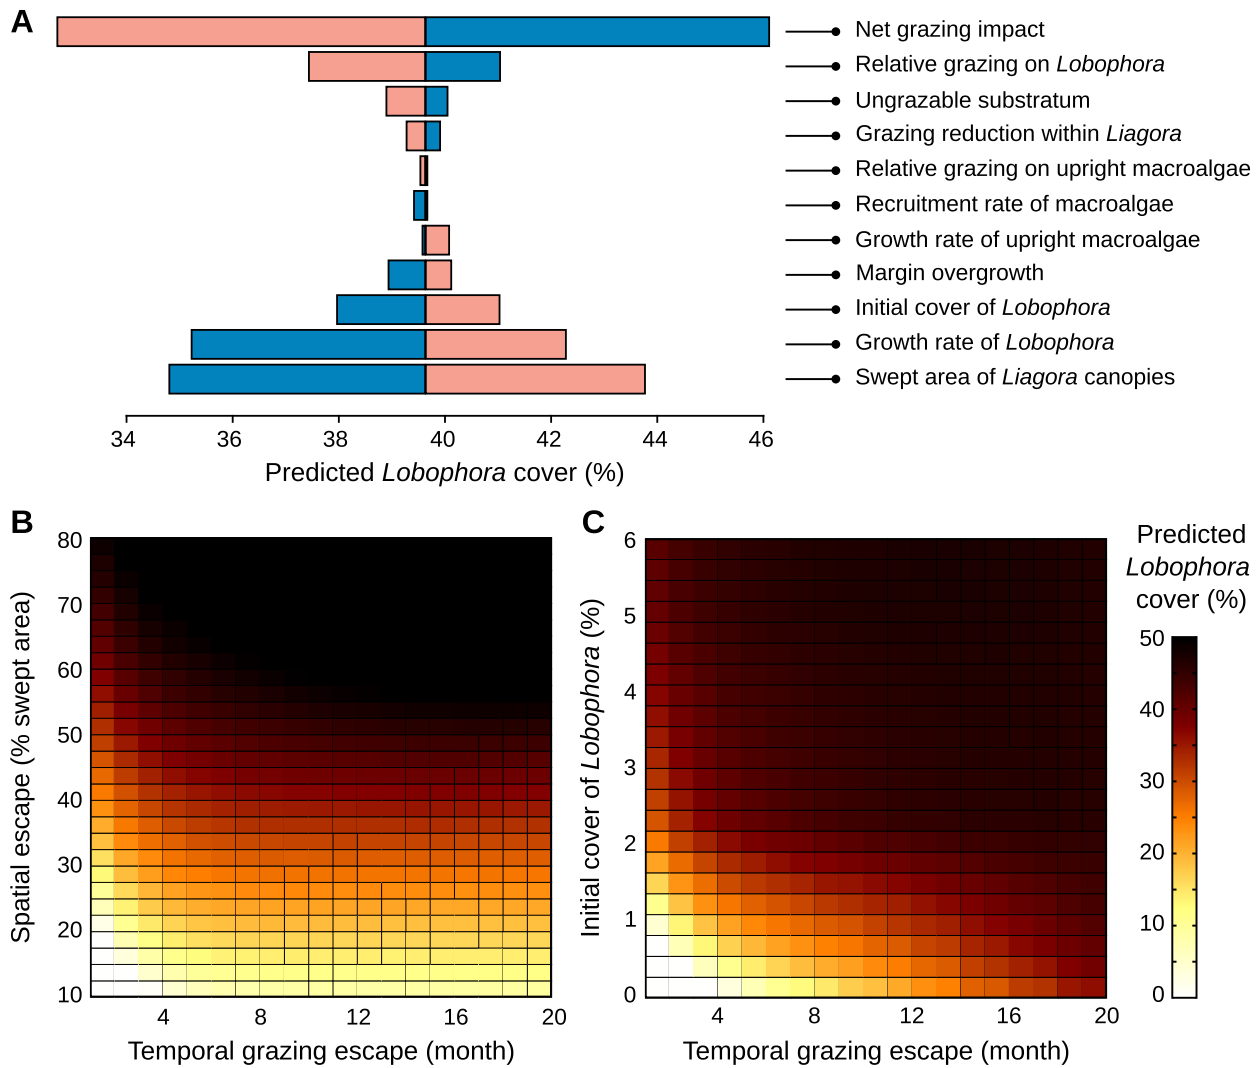 A
Net grazing impact
Relative grazing on Lobophora
Ungrazable substratum
Grazing reduction within Liagora
Relative grazing on upright macroalgae
Recruitment rate of macroalgae
Growth rate of upright macroalgae
Margin overgrowth
Initial cover of Lobophora
Growth rate of Lobophora
Swept area of Liagora canopies
34 36 38 40 42 44 46
Predicted Lobophora cover (%)
B
80
70
60
50
40
30
20
10
Spatial escape (% swept area)
4 8 12 16 20
Temporal grazing escape (month)
C
6
5
4
3
2
1
0
Initial cover of Lobophora (%)
4 8 12 16 20
Temporal grazing escape (month)
Predicted
Lobophora
cover (%)
50
40
30
20
10
0